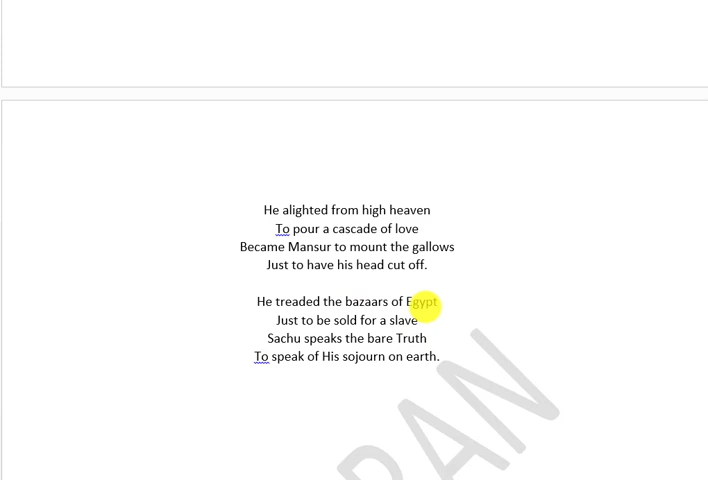 He alighted from high heaven
To pour a cascade of love
Became Mansur to mount the gallows
Just to have his head cut off.
He treaded the bazaars of Egypt
Just to be sold for a slave
Sachu speaks the bare Truth
To speak of His sojourn on earth.
RAN